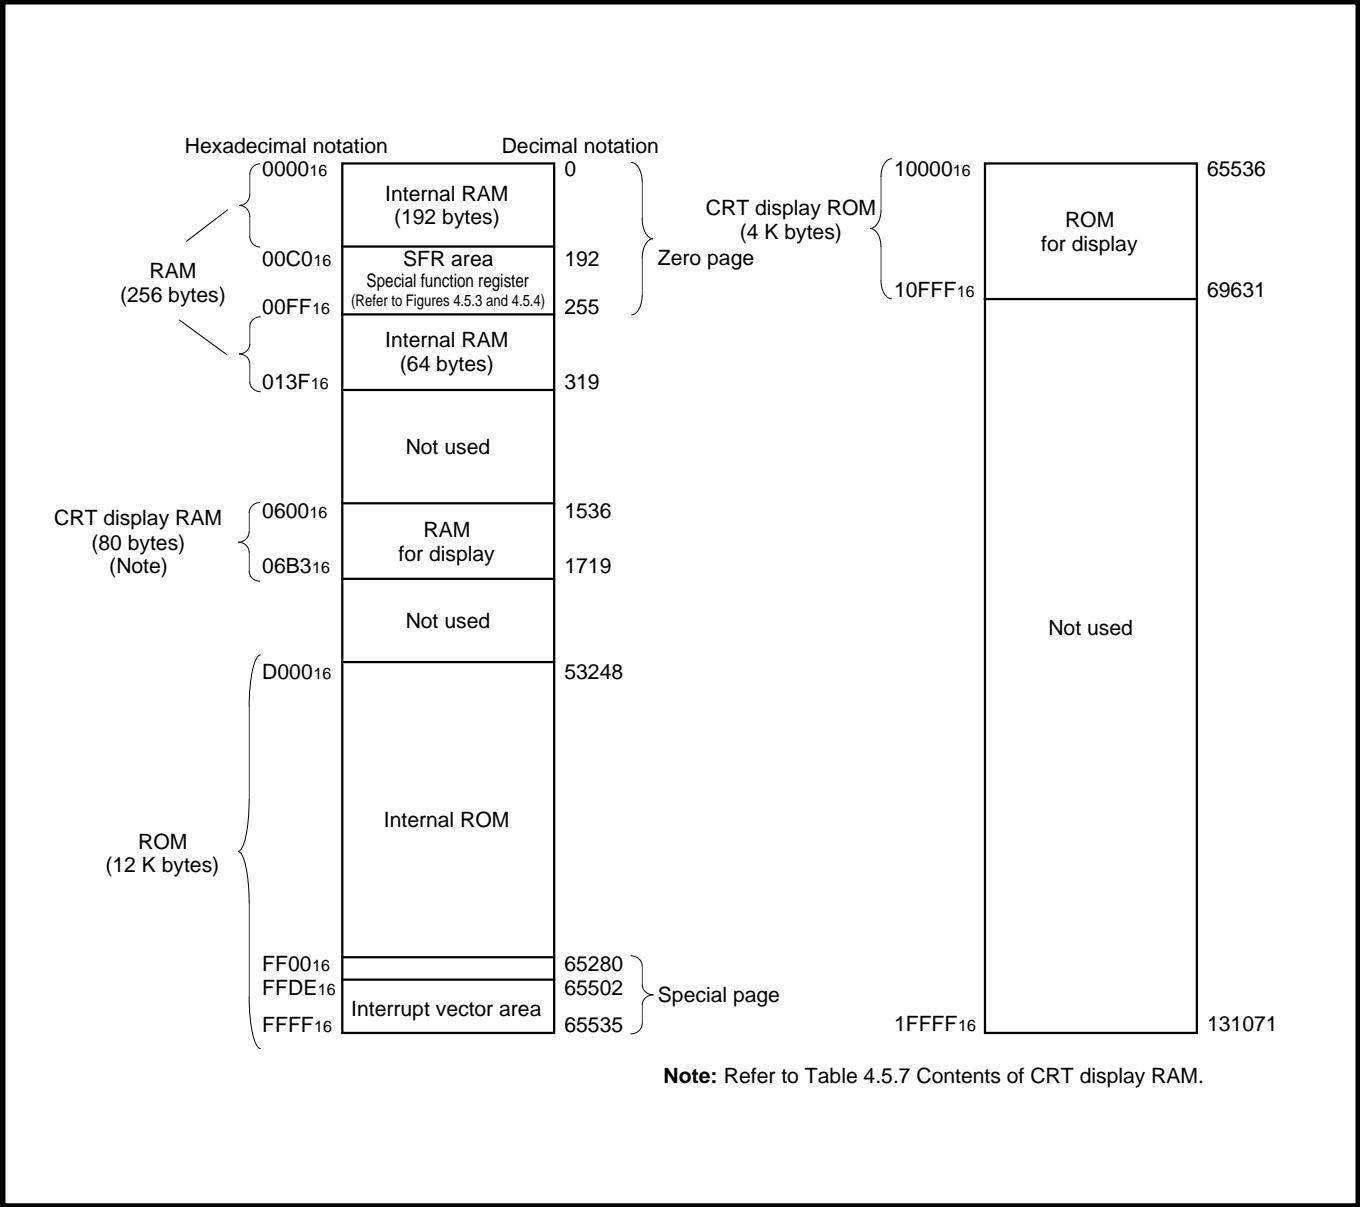 Hexadecimal notation
Decimal notation
000016
0
Internal RAM
(192 bytes)
00C016
192
SFR area
Special function register
(Refer to Figures 4.5.3 and 4.5.4)
Zero page
RAM
(256 bytes)
00FF16
255
Internal RAM
(64 bytes)
013F16
319
Not used
CRT display RAM
(80 bytes)
(Note)
060016
1536
RAM
for display
06B316
1719
Not used
D00016
53248
ROM
(12 K bytes)
Internal ROM
FF0016
65280
FFDE16
65502
Interrupt vector area
Special page
FFFF16
65535
1000016
65536
CRT display ROM
(4 K bytes)
ROM
for display
10FFF16
69631
Not used
1FFFF16
131071
Note: Refer to Table 4.5.7 Contents of CRT display RAM.